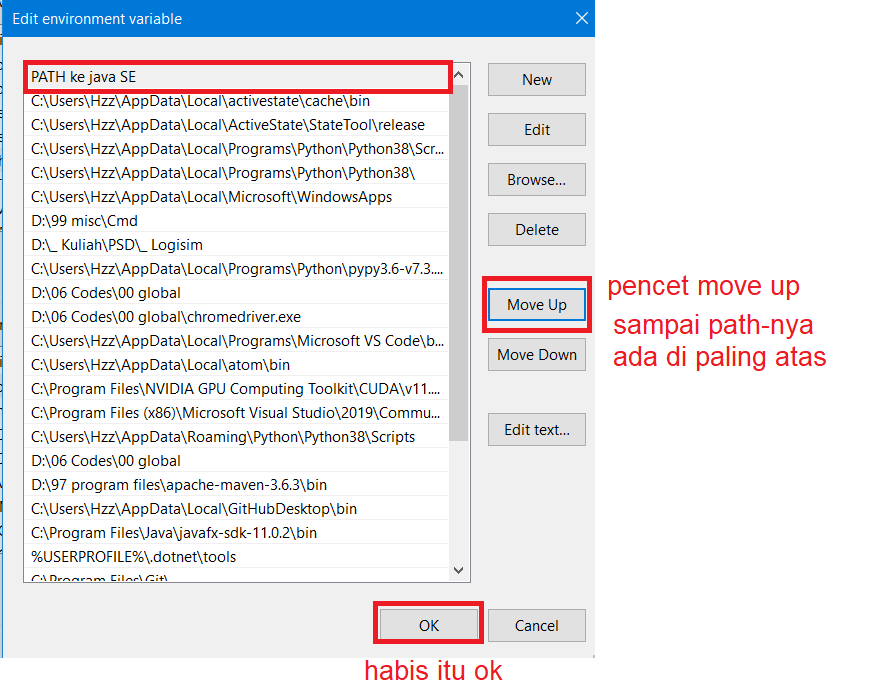 Edit environment variable
PATH ke java SE
New
C:\Users\Hzz\AppData\Local\activestate\cache\bin
C:\Users\Hzz\AppData\Local\ActiveState\StateTool\release
Edit
C:\Users\Hzz\AppData\Local\Programs\Python\Python38\Scr...
C:\Users\Hzz\AppData\Local\Programs\Python\Python38\
Browse...
C:\Users\Hzz\AppData\Local\Microsoft\WindowsApps
D:\99 misc\Cmd
Delete
D:\_ Kuliah\PSD\_ Logisim
C:\Users\Hzz\AppData\Local\Programs\Python\pypy3.6-v7.3....
D:\06 Codes\00 global
Move Up
pencet move up
sampai path-nya
ada di paling atas
D:\06 Codes\00 global\chromedriver.exe
C:\Users\Hzz\AppData\Local\Programs\Microsoft VS Code\b...
Move Down
C:\Users\Hzz\AppData\Local\atom\bin
C:\Program Files\NVIDIA GPU Computing Toolkit\CUDA\v11....
C:\Program Files (x86)\Microsoft Visual Studio\2019\Commu...
C:\Users\Hzz\AppData\Roaming\Python\Python38\Scripts
Edit text...
D:\06 Codes\00 global
D:\97 program files\apache-maven-3.6.3\bin
C:\Users\Hzz\AppData\Local\GitHubDesktop\bin
C:\Program Files\Java\javafx-sdk-11.0.2\bin
%USERPROFILE%\.dotnet\tools
C:\Program Files\Git\
OK
Cancel
habis itu ok